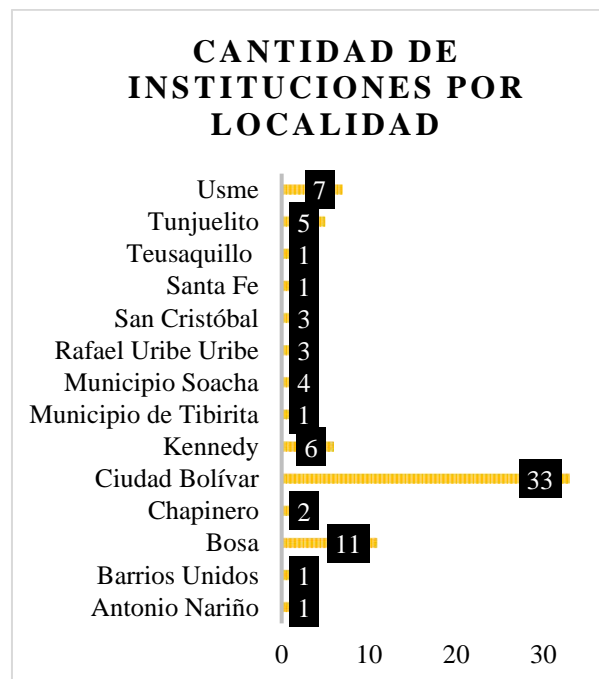 CANTIDAD DE
INSTITUCIONES POR
LOCALIDAD
Usme 7
Tunjuelito 5
Teusaquillo 1
Santa Fe 1
San Cristóbal 3
Rafael Uribe Uribe 3
Municipio Soacha 4
Municipio de Tibirita 1
Kennedy 6
Ciudad Bolívar 33
Chapinero 2
Bosa 11
Barrios Unidos 1
Antonio Nariño 1
0 10 20 30